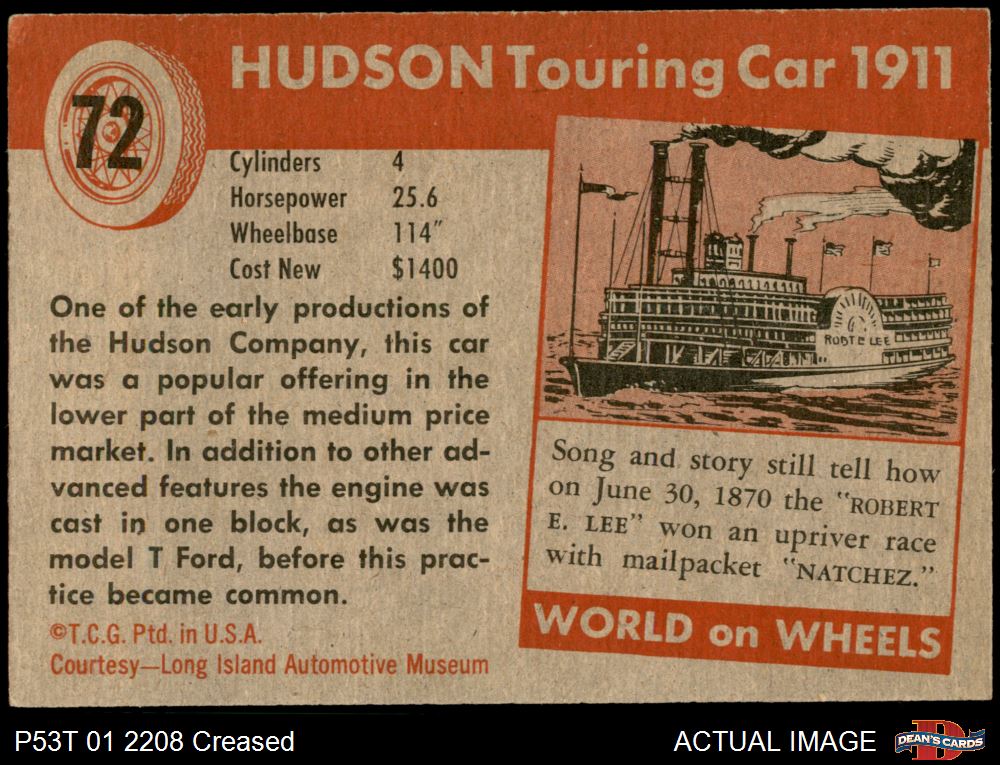 72
HUDSON Touring Car 1911
Cylinders 4
Horsepower 25.6
Wheelbase 114"
Cost New $1400
One of the early productions of
the Hudson Company, this car
was a popular offering in the
lower part of the medium price
market. In addition to other ad-
vanced features the engine was
cast in one block, as was the
model T Ford, before this prac-
tice became common.
©T.C.G. Ptd. in U.S.A.
Courtesy—Long Island Automotive Museum
ROBT E LEE
Song and story still tell how
on June 30, 1870 the "ROBERT
E. LEE" won an upriver race
with mailpacket "NATCHEZ."
WORLD on WHEELS
P53T 01 2208 Creased
ACTUAL IMAGE
D
DEAN'S CARDS